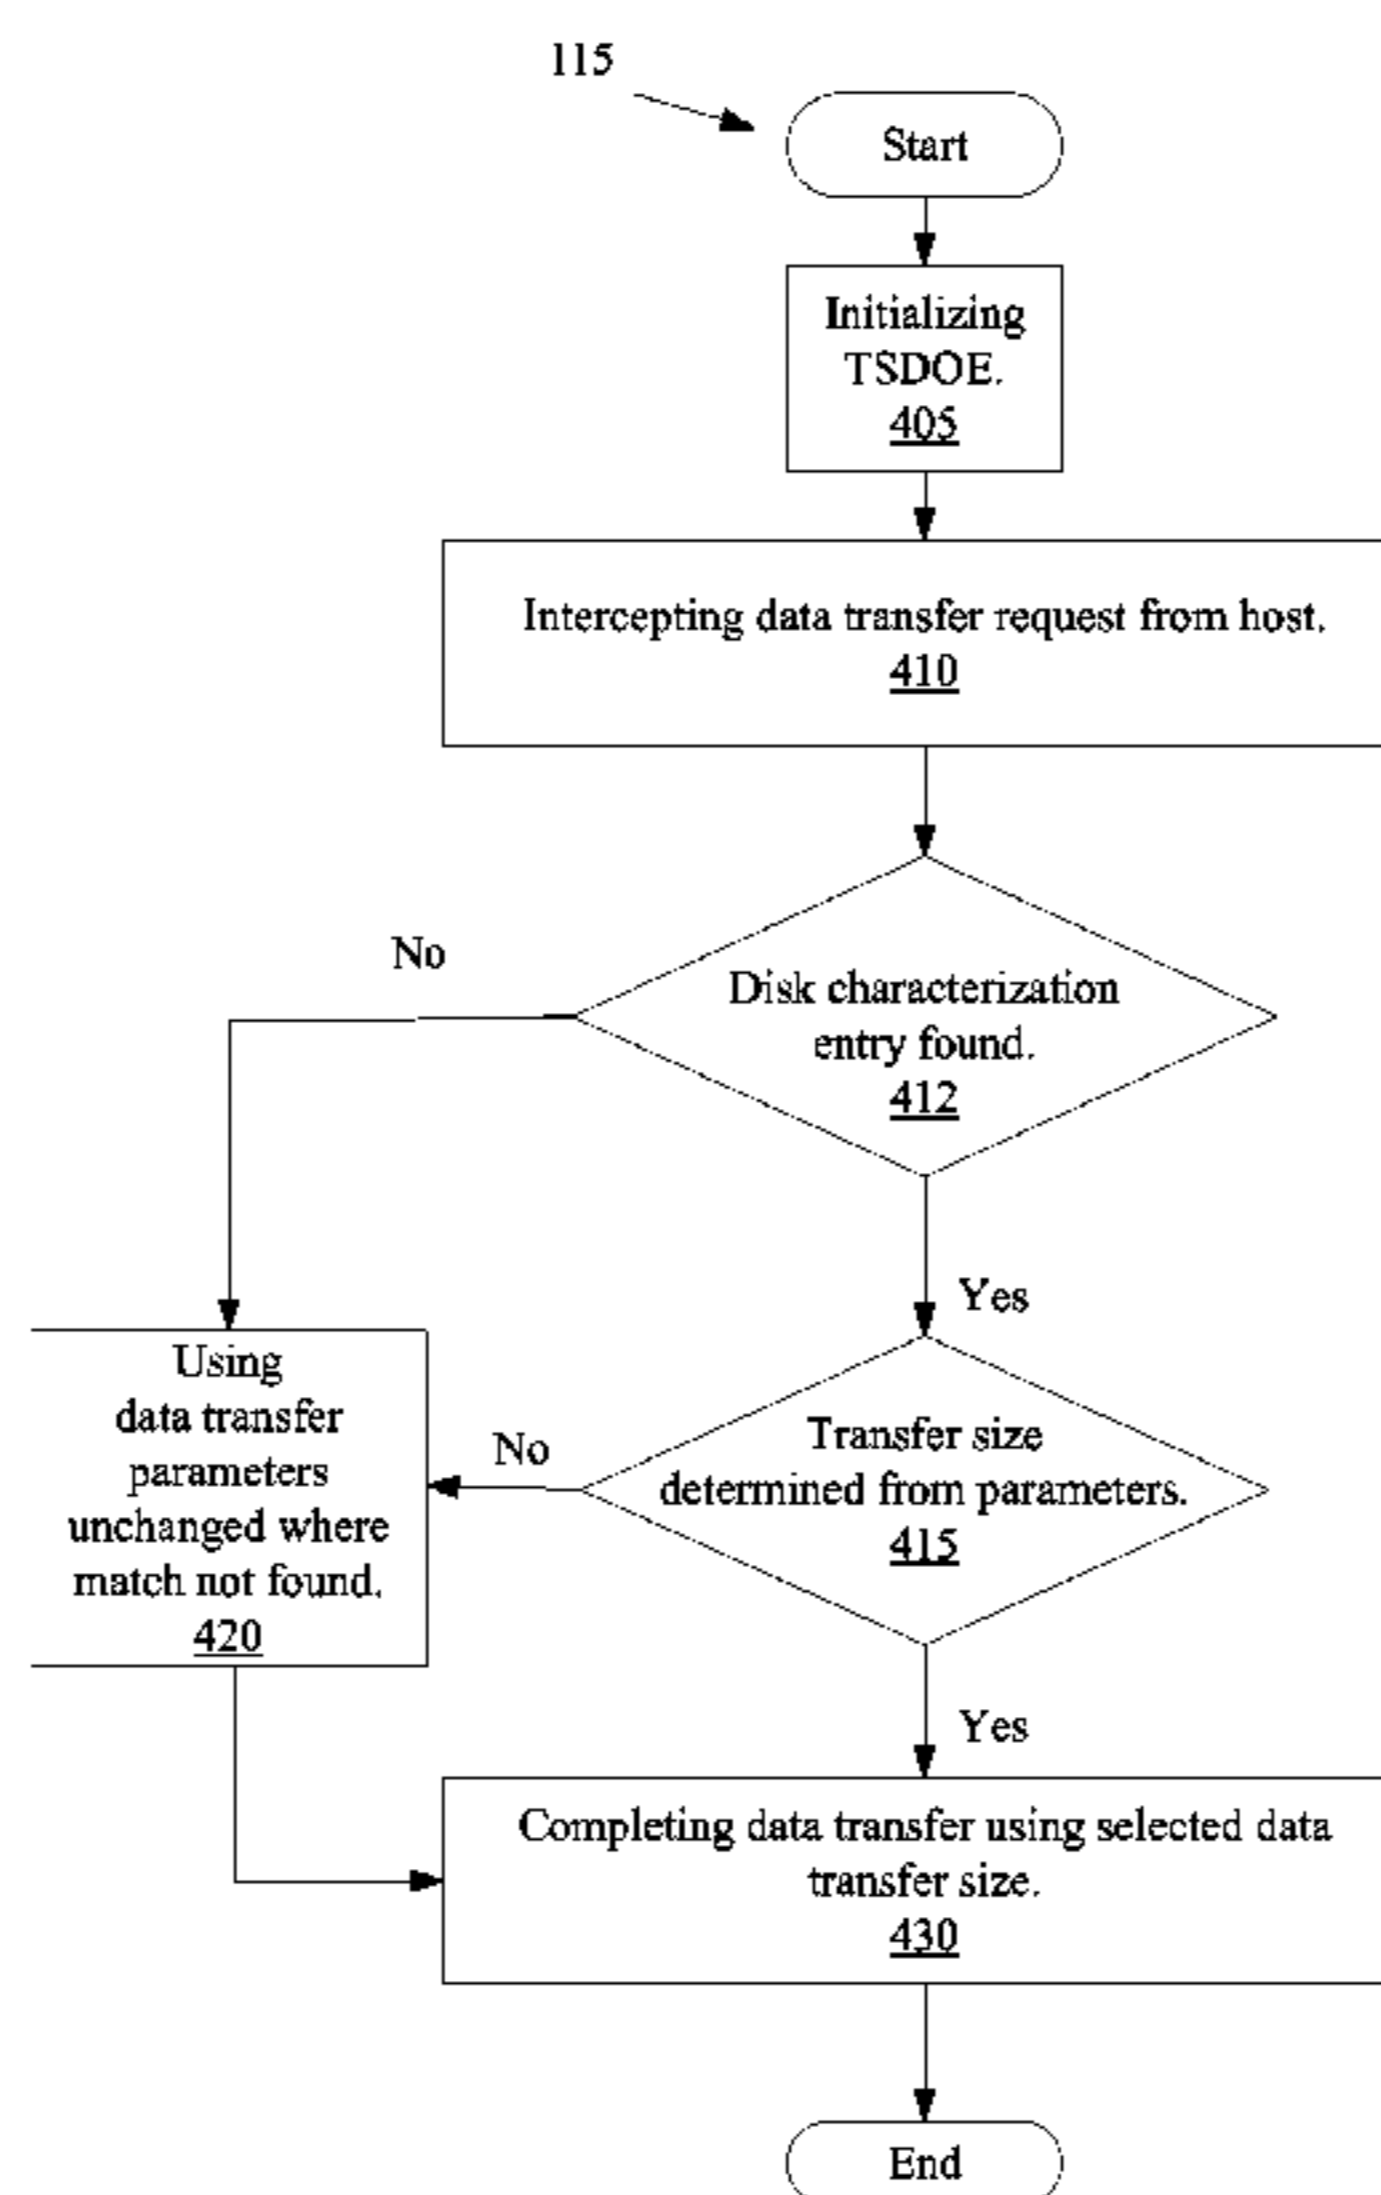 115
Start
Initializing
TSDOE.
405
Intercepting data transfer request from host.
410
No
Disk characterization
entry found.
412
Yes
Using
data transfer
parameters
unchanged where
match not found.
420
No
Transfer size
determined from parameters.
415
Yes
Completing data transfer using selected data
transfer size.
430
End